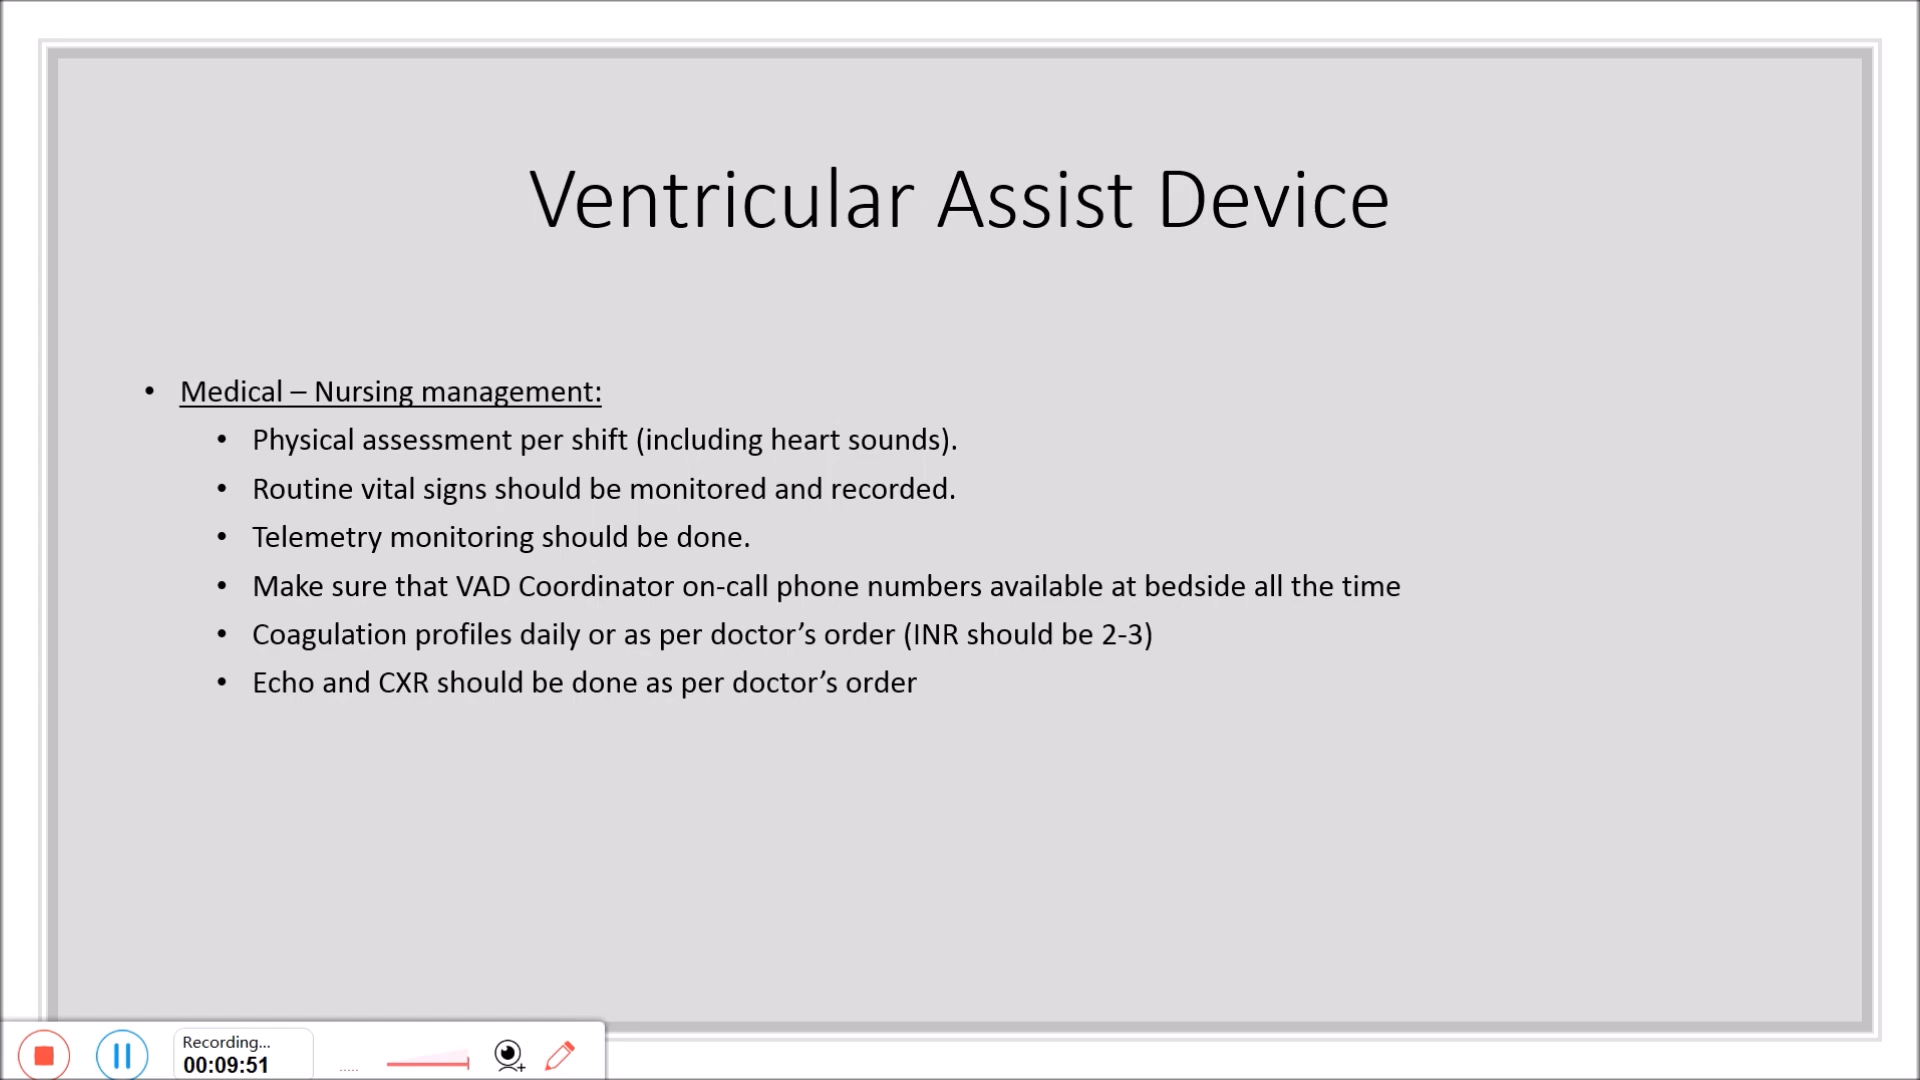 Ventricular Assist Device
• Medical – Nursing management:
• Physical assessment per shift (including heart sounds).
• Routine vital signs should be monitored and recorded.
• Telemetry monitoring should be done.
• Make sure that VAD Coordinator on-call phone numbers available at bedside all the time
• Coagulation profiles daily or as per doctor’s order (INR should be 2-3)
• Echo and CXR should be done as per doctor’s order
Recording...
00:09:51